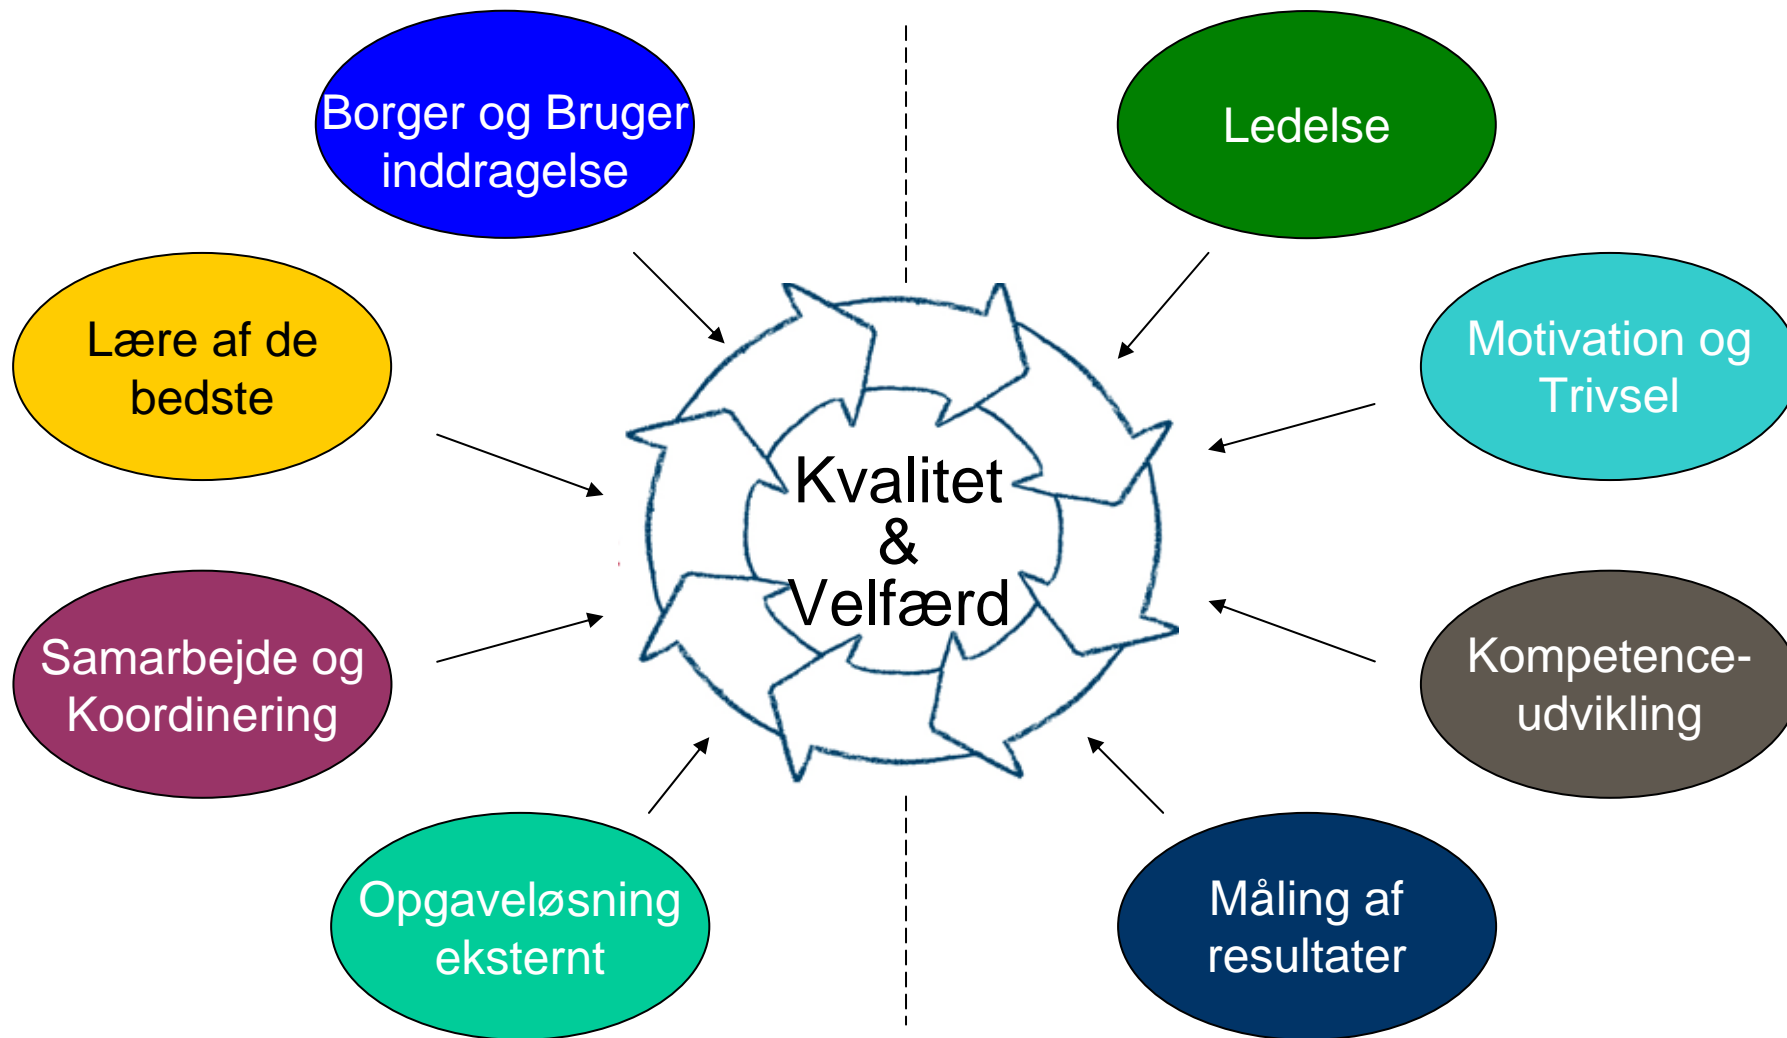 Borger og Bruger
inddragelse
Ledelse
Lære af de
bedste
Motivation og
Trivsel
Kvalitet
&
Velfærd
Samarbejde og
Koordinering
Kompetence-
udvikling
Opgaveløsning
eksternt
Måling af
resultater